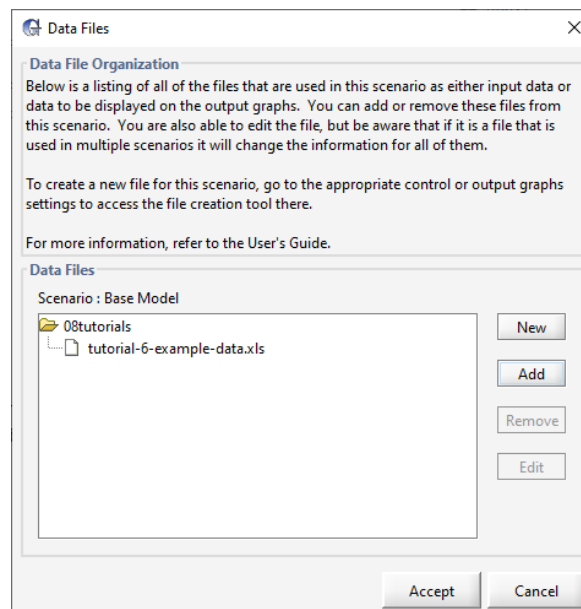 Data Files
Data File Organization
Below is a listing of all of the files that are used in this scenario as either input data or
data to be displayed on the output graphs.  You can add or remove these files from
this scenario.  You are also able to edit the file, but be aware that if it is a file that is
used in multiple scenarios it will change the information for all of them.
To create a new file for this scenario, go to the appropriate control or output graphs
settings to access the file creation tool there.
For more information, refer to the User's Guide.
Data Files
Scenario : Base Model
08tutorials
tutorial-6-example-data.xls
New
Add
Remove
Edit
Accept
Cancel